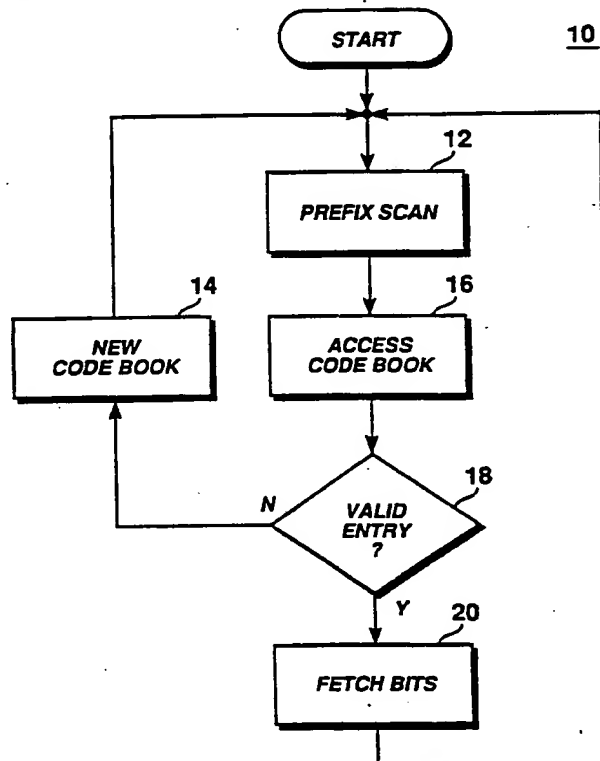 START
10
12
PREFIX SCAN
14
16
NEW
CODE BOOK
ACCESS
CODE BOOK
18
N
VALID
ENTRY
?
Y
20
FETCH BITS